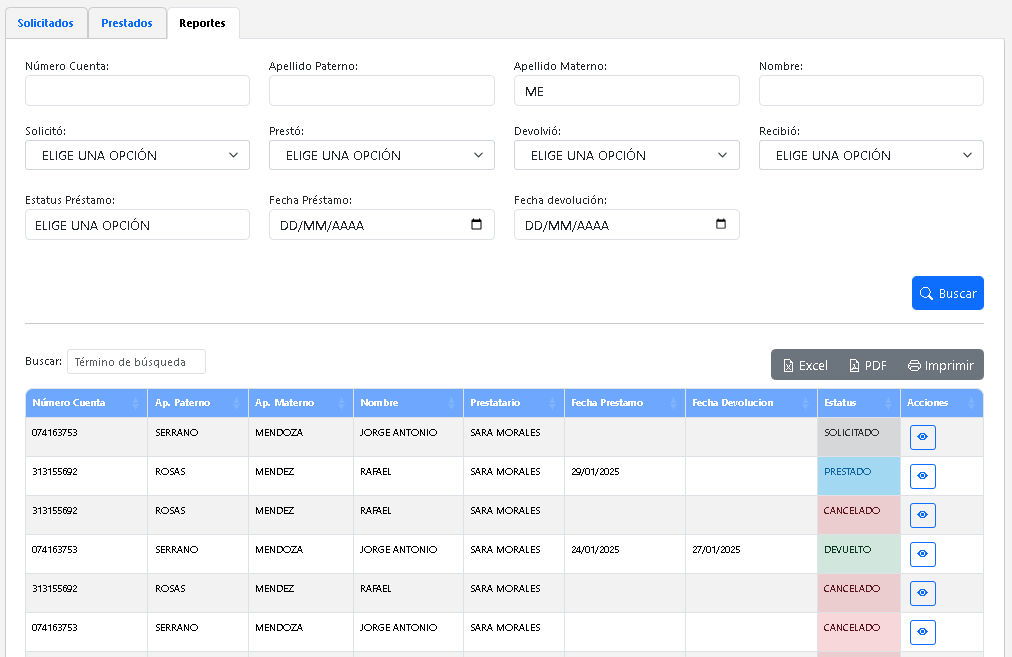 Solicitados Prestados Reportes
Número Cuenta: Apellido Paterno: Apellido Materno: Nombre:
ME
Solicitó: Prestó: Devolvió: Recibió:
ELIGE UNA OPCIÓN ELIGE UNA OPCIÓN ELIGE UNA OPCIÓN ELIGE UNA OPCIÓN
Estatus Préstamo: Fecha Préstamo: Fecha devolución:
ELIGE UNA OPCIÓN DD/MM/AAAA DD/MM/AAAA
Buscar
Buscar: Término de búsqueda Excel PDF Imprimir
Número Cuenta Ap. Paterno Ap. Materno Nombre Prestatario Fecha Prestamo Fecha Devolucion Estatus Acciones
074163753 SERRANO MENDOZA JORGE ANTONIO SARA MORALES SOLICITADO
313155692 ROSAS MENDEZ RAFAEL SARA MORALES 29/01/2025 PRESTADO
313155692 ROSAS MENDEZ RAFAEL SARA MORALES CANCELADO
074163753 SERRANO MENDOZA JORGE ANTONIO SARA MORALES 24/01/2025 27/01/2025 DEVUELTO
313155692 ROSAS MENDEZ RAFAEL SARA MORALES CANCELADO
074163753 SERRANO MENDOZA JORGE ANTONIO SARA MORALES CANCELADO